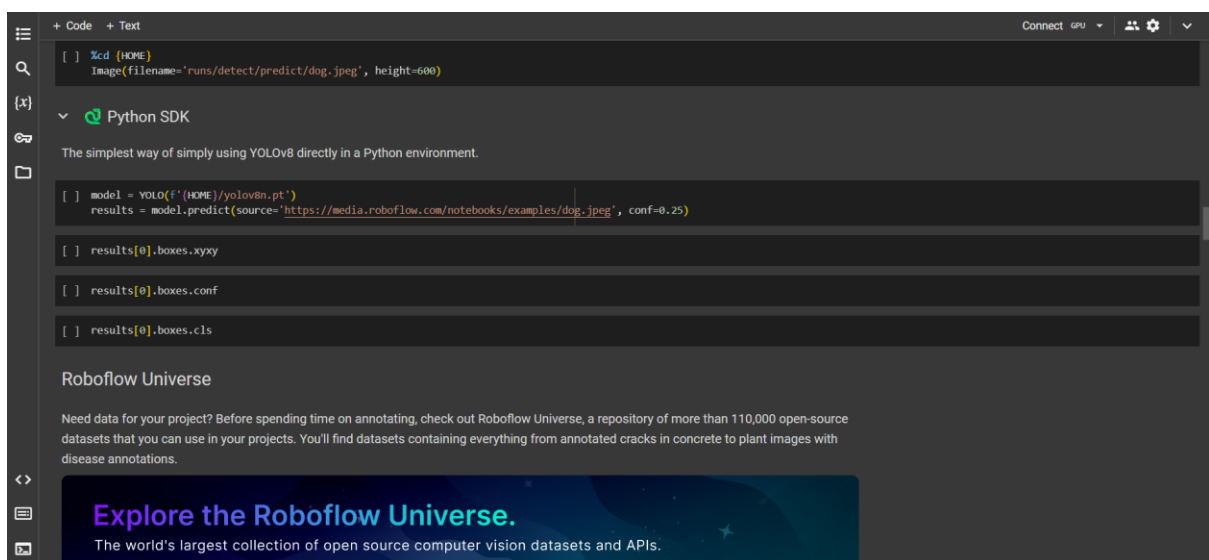 + Code + Text
Connect GPU
[ ] %cd {HOME}
Image(filename='runs/detect/predict/dog.jpeg', height=600)
{x}
Python SDK
The simplest way of simply using YOLOv8 directly in a Python environment.
[ ] model = YOLO(f'{HOME}/yolov8n.pt')
results = model.predict(source='https://media.roboflow.com/notebooks/examples/dog.jpeg', conf=0.25)
[ ] results[0].boxes.xyxy
[ ] results[0].boxes.conf
[ ] results[0].boxes.cls
Roboflow Universe
Need data for your project? Before spending time on annotating, check out Roboflow Universe, a repository of more than 110,000 open-source
datasets that you can use in your projects. You'll find datasets containing everything from annotated cracks in concrete to plant images with
disease annotations.
Explore the Roboflow Universe.
The world's largest collection of open source computer vision datasets and APIs.